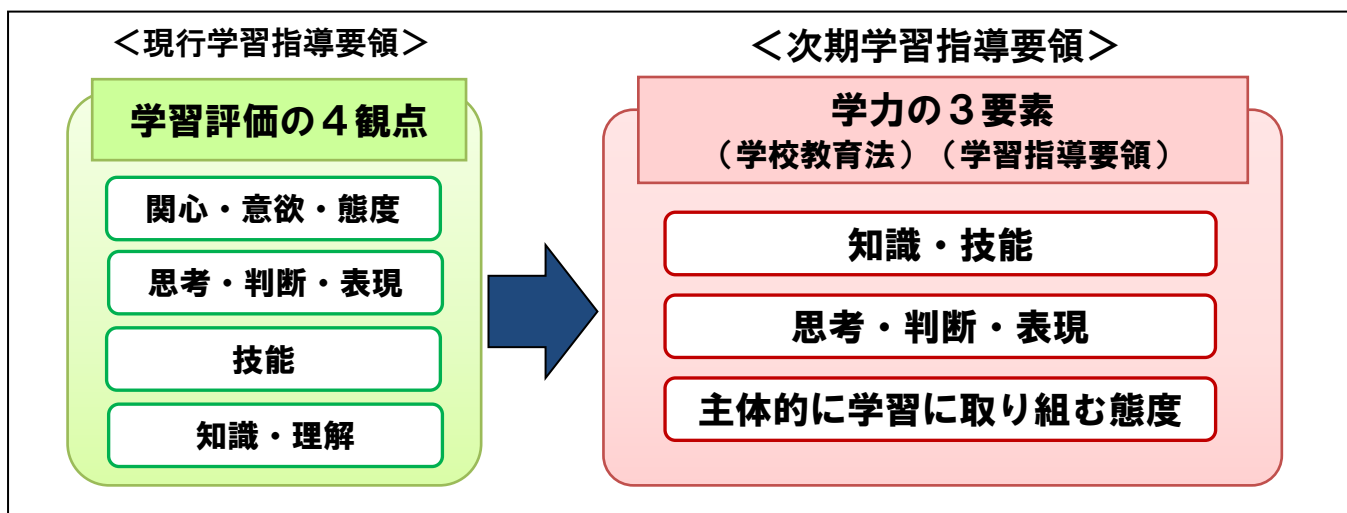 ＜現行学習指導要領＞
学習評価の４観点
関心・意欲・態度
思考・判断・表現
技能
知識・理解
＜次期学習指導要領＞
学力の３要素
（学校教育法）（学習指導要領）
知識・技能
思考・判断・表現
主体的に学習に取り組む態度